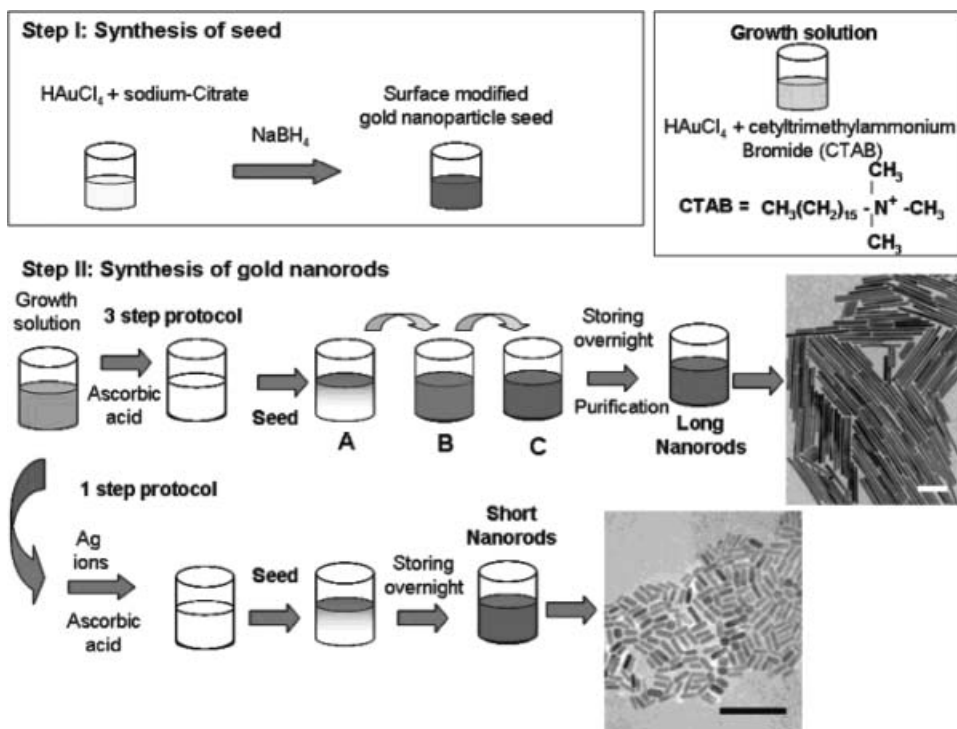 Step I: Synthesis of seed
HAuCl₄ + sodium-Citrate
NaBH₄
Surface modified
gold nanoparticle seed
Growth solution
HAuCl₄ + cetyltrimethylammonium
Bromide (CTAB)
CH₃
CTAB = CH₃(CH₂)₁₅ -N⁺ -CH₃
CH₃
Step II: Synthesis of gold nanorods
Growth
solution
3 step protocol
Ascorbic
acid
Seed
A
B
C
Storing
overnight
Purification
Long
Nanorods
1 step protocol
Ag
ions
Ascorbic
acid
Seed
Storing
overnight
Short
Nanorods